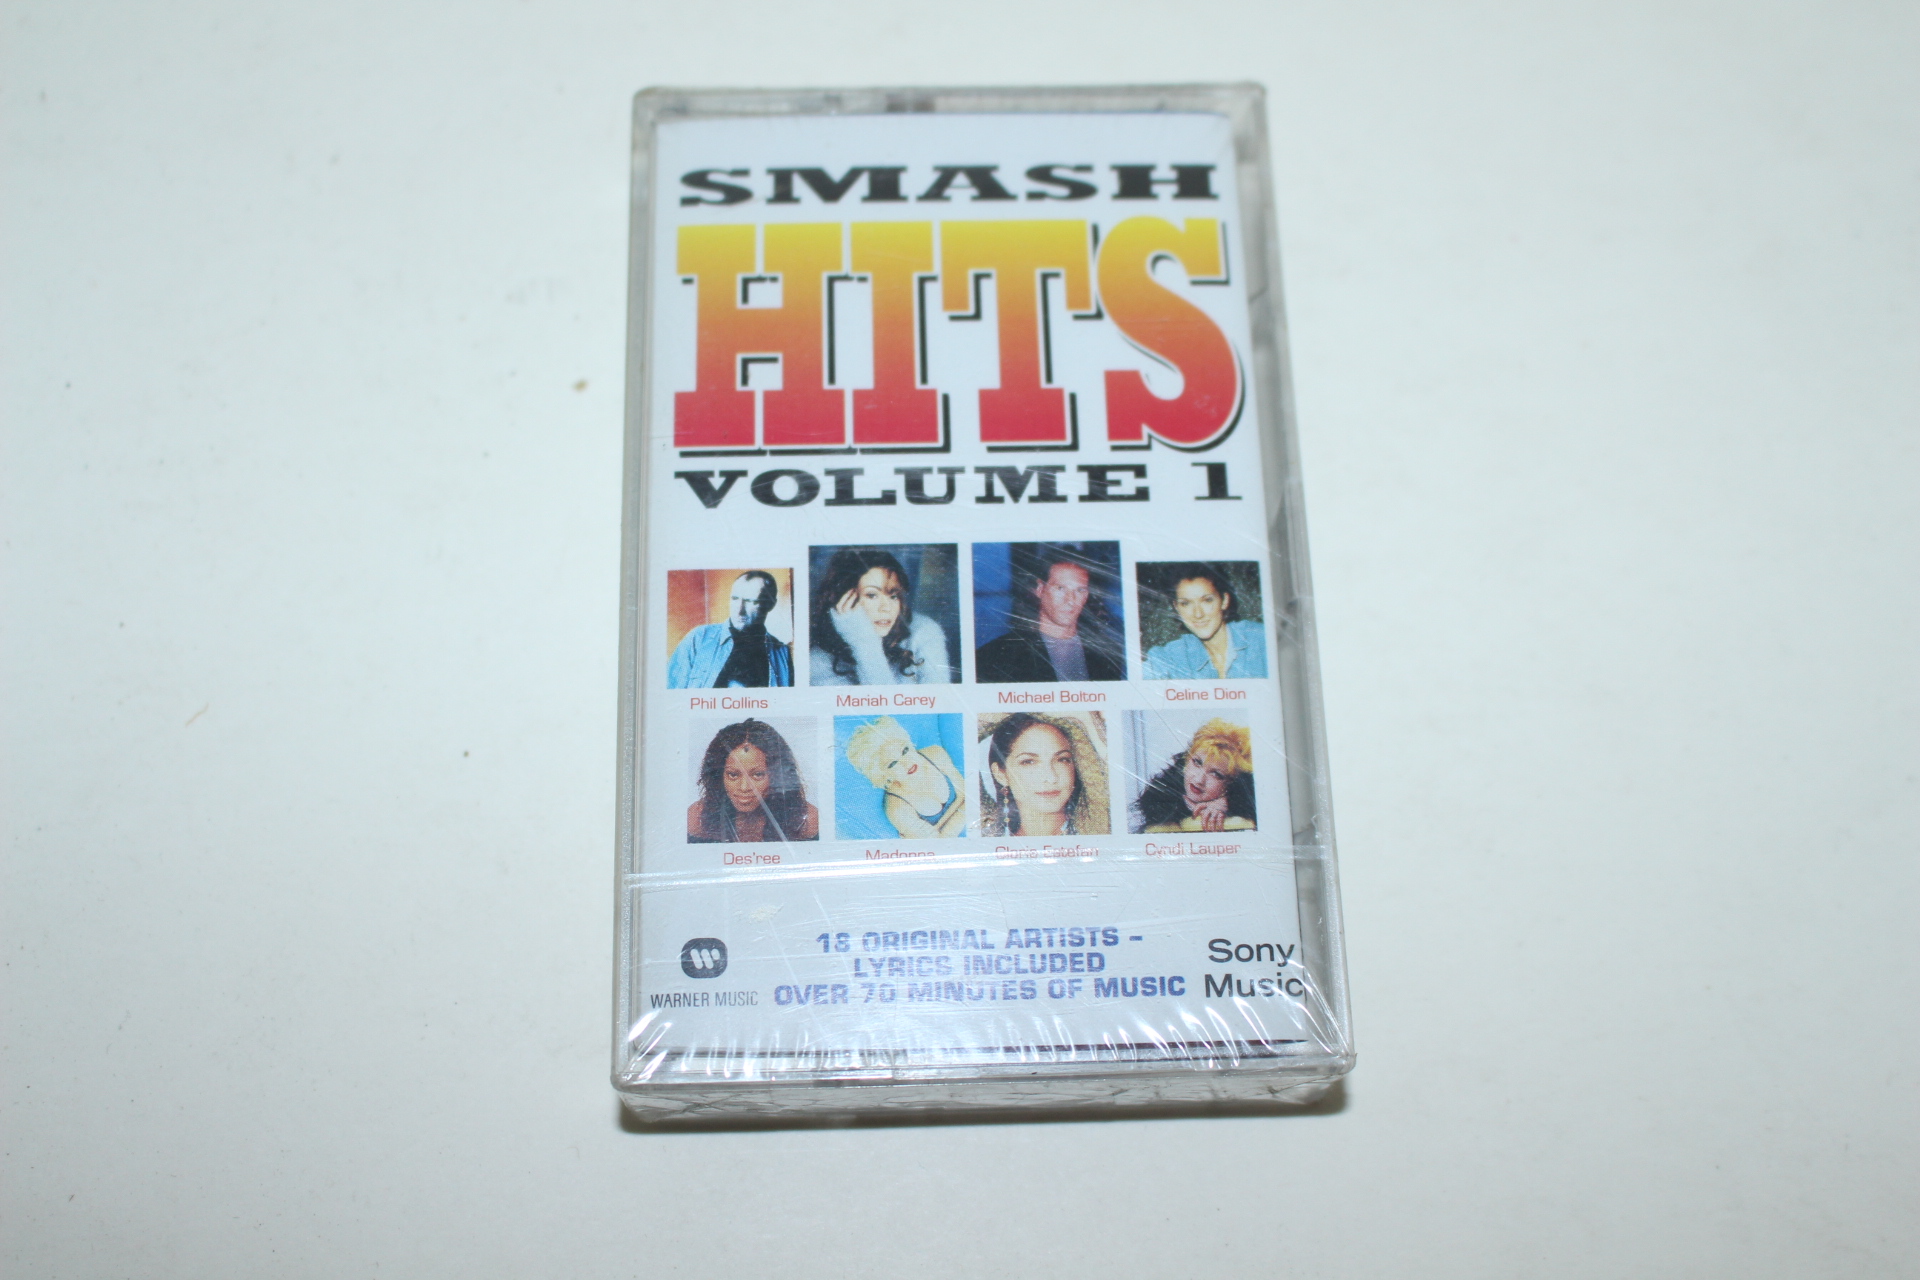 SMASH
HITS
VOLUME 1
Phil Collins Mariah Carey Michael Bolton Celine Dion
Des'ree Madonna Gloria Estefan Cyndi Lauper
18 ORIGINAL ARTISTS –
LYRICS INCLUDED
OVER 70 MINUTES OF MUSIC
WARNER MUSIC
Sony
Music